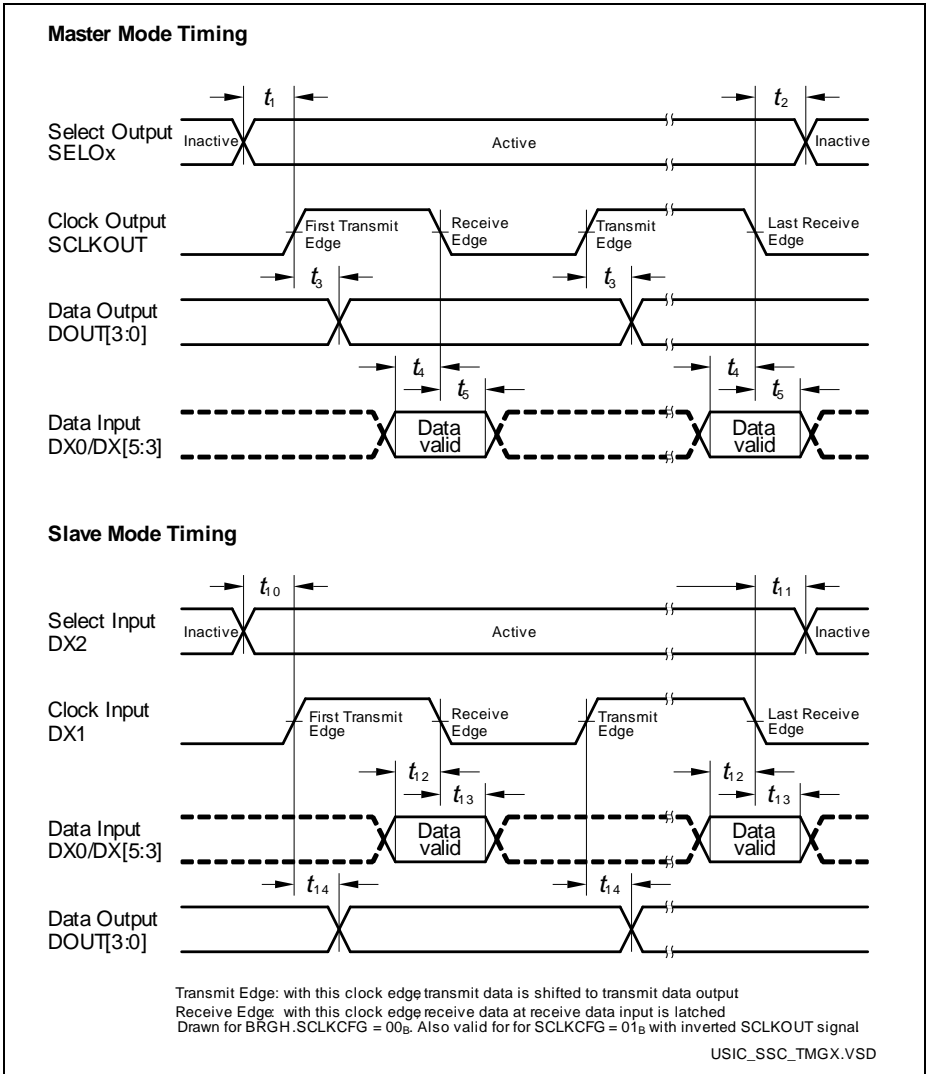 Master Mode Timing
t1
t2
Select Output
SELOx
Inactive
Active
Inactive
Clock Output
SCLKOUT
First Transmit
Edge
Receive
Edge
Transmit
Edge
Last Receive
Edge
t3
t3
Data Output
DOUT[3:0]
t4
t5
t4
t5
Data Input
DX0/DX[5:3]
Data
valid
Data
valid
Slave Mode Timing
t10
t11
Select Input
DX2
Inactive
Active
Inactive
Clock Input
DX1
First Transmit
Edge
Receive
Edge
Transmit
Edge
Last Receive
Edge
t12
t13
t12
t13
Data Input
DX0/DX[5:3]
Data
valid
Data
valid
t14
t14
Data Output
DOUT[3:0]
Transmit Edge: with this clock edge, transmit data is shifted to transmit data output
Receive Edge: with this clock edge, receive data at receive data input is latched
Drawn for BRGH.SCLKCFG = 00B. Also valid for for SCLKCFG = 01B with inverted SCLKOUT signal.
USIC_SSC_TMGX.VSD